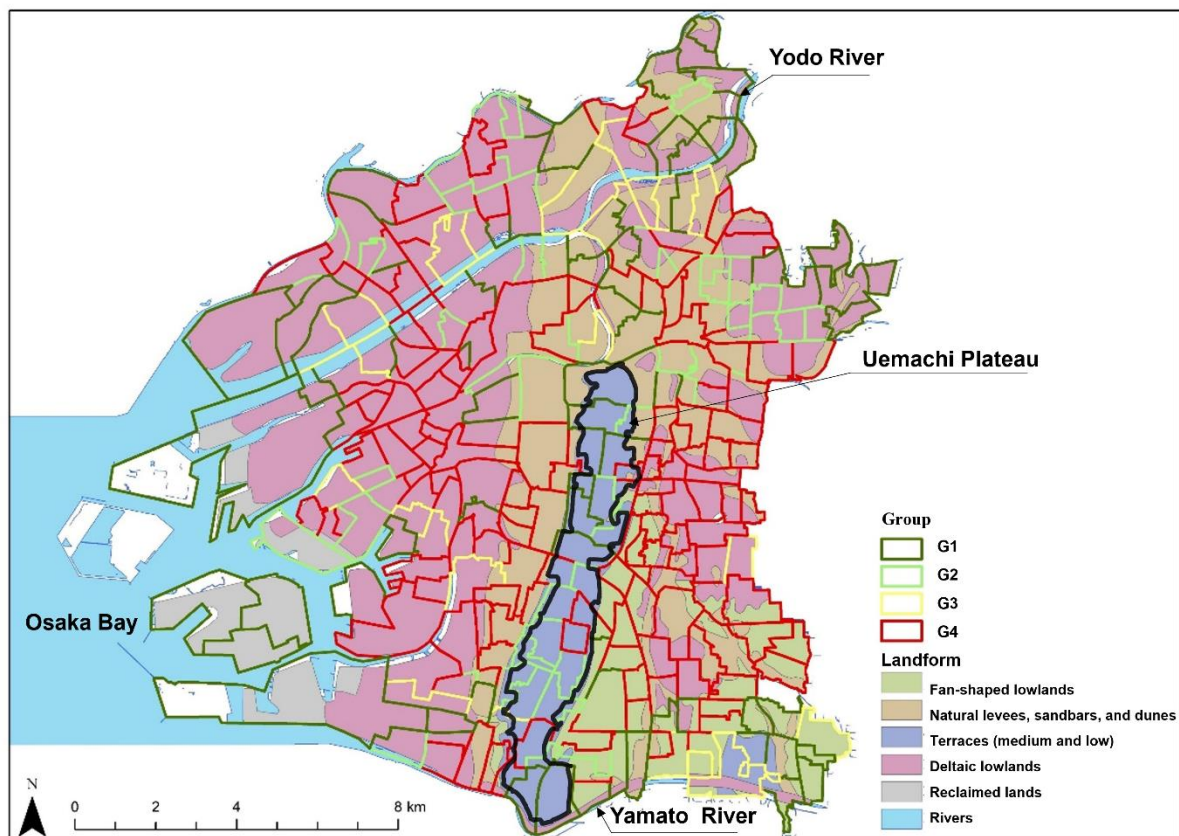 Yodo River
Uemachi Plateau
Osaka Bay
Yamato River
Group
G1
G2
G3
G4
Landform
Fan-shaped lowlands
Natural levees, sandbars, and dunes
Terraces (medium and low)
Deltaic lowlands
Reclaimed lands
Rivers
N
0 2 4 8 km